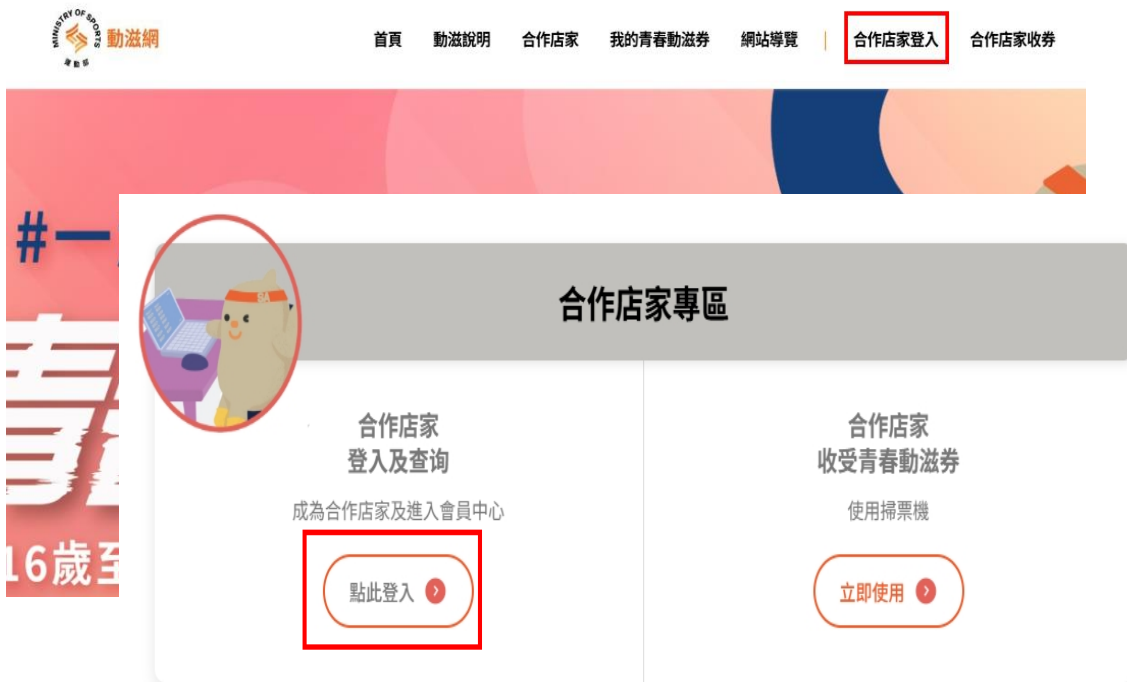 MINISTRY OF SPORTS
運動部
動滋網
首頁 動滋說明 合作店家 我的青春動滋券 網站導覽 | 合作店家登入 合作店家收券
#一
青
16歲至
合作店家專區
合作店家
登入及查询
成為合作店家及進入會員中心
點此登入
合作店家
收受青春動滋券
使用掃票機
立即使用